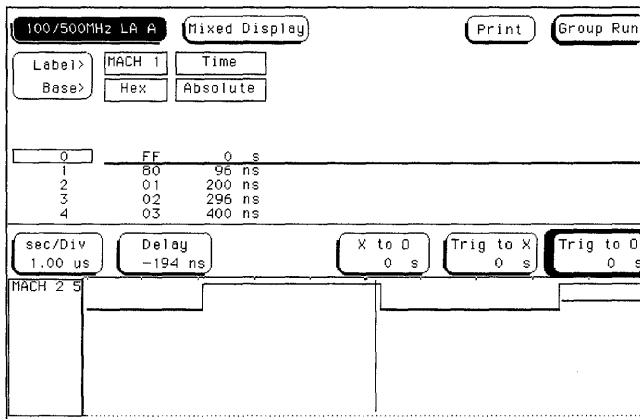 100/500MHz LA A Mixed Display Print Group Run
Label> MACH 1 Time
Base> Hex Absolute
0 FF 0 s
1 80 96 ns
2 01 200 ns
3 02 296 ns
4 03 400 ns
sec/Div Delay X to O Trig to X Trig to O
1.00 us -194 ns 0 s 0 s 0 s
MACH 2 5